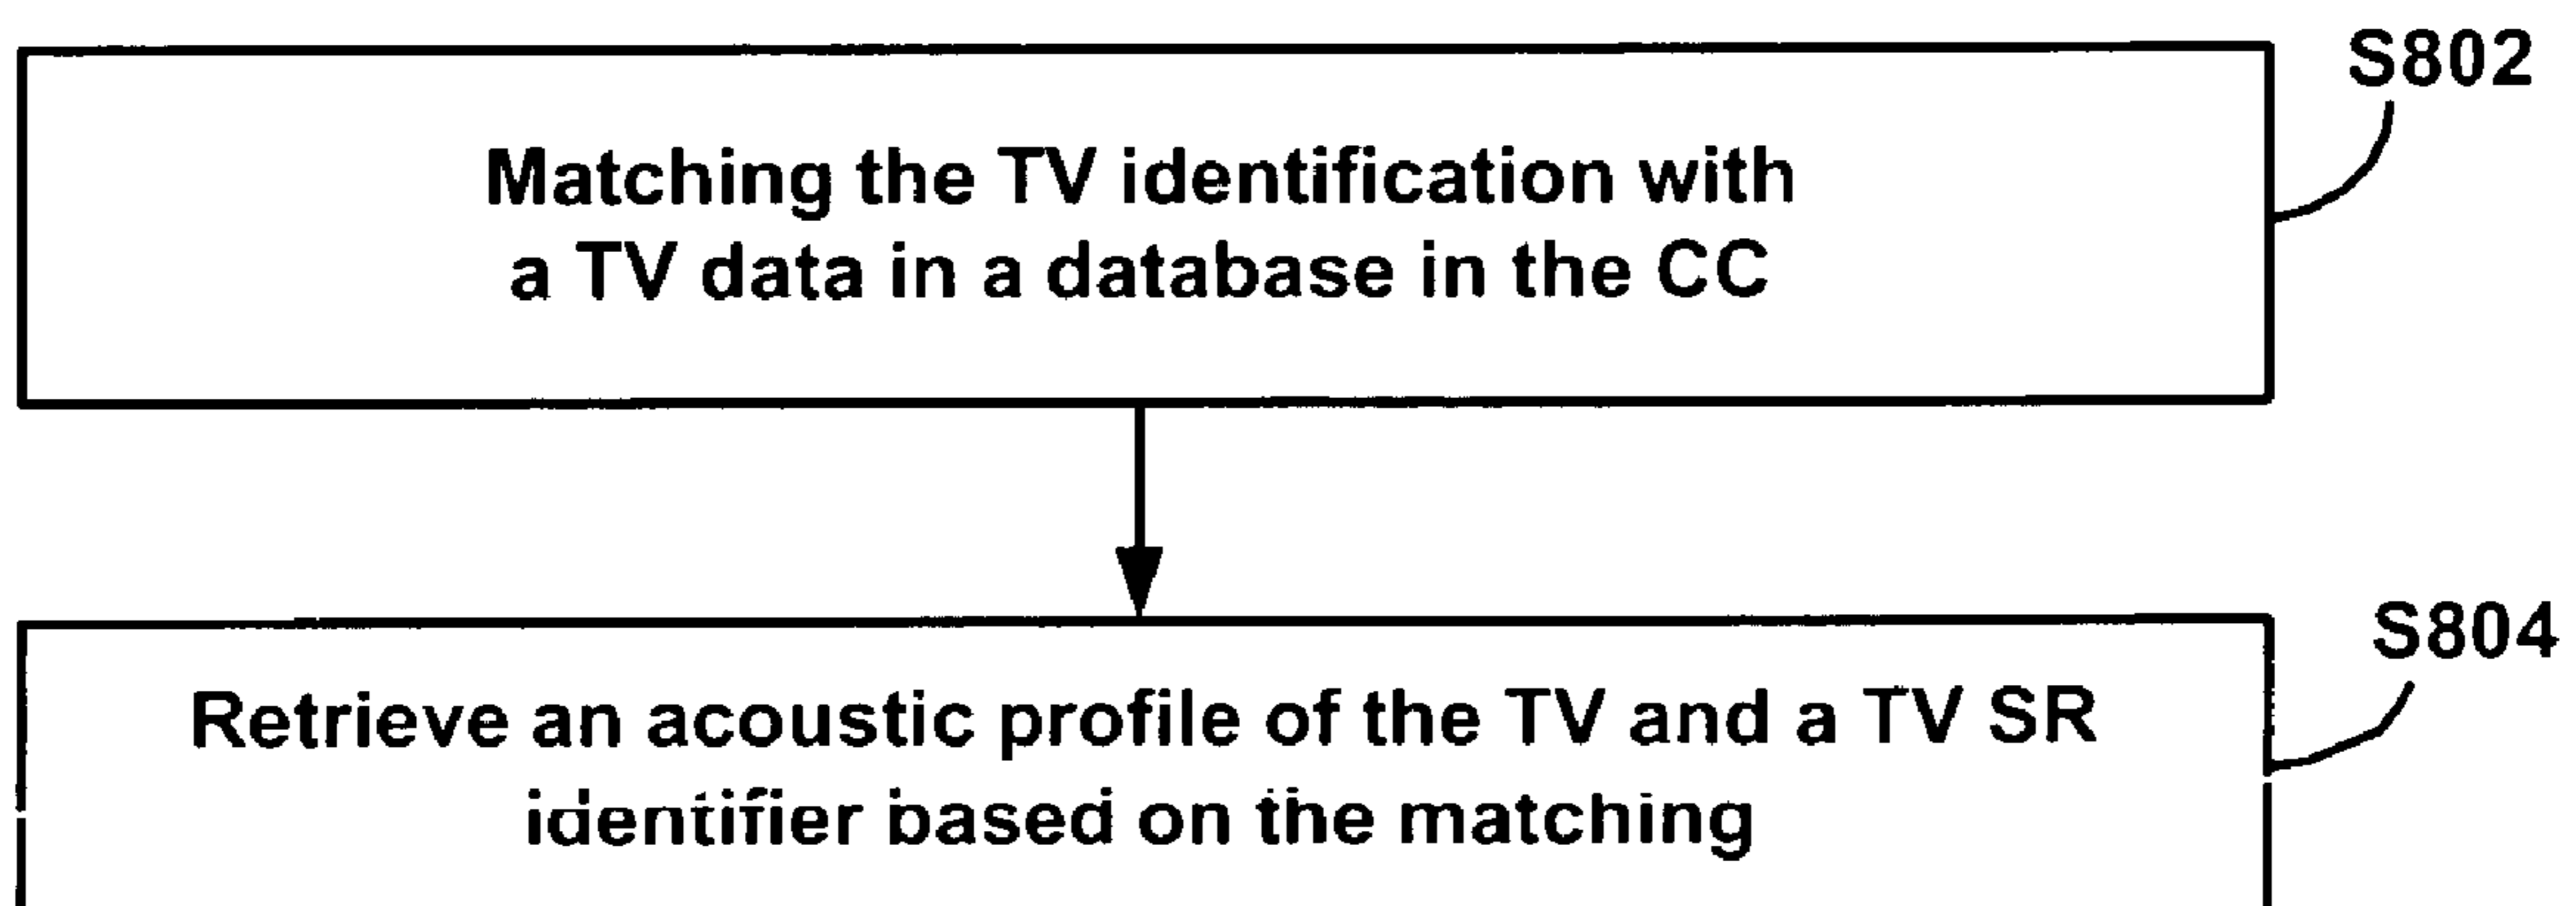 S802
Matching the TV identification with
a TV data in a database in the CC
S804
Retrieve an acoustic profile of the TV and a TV SR
identifier based on the matching